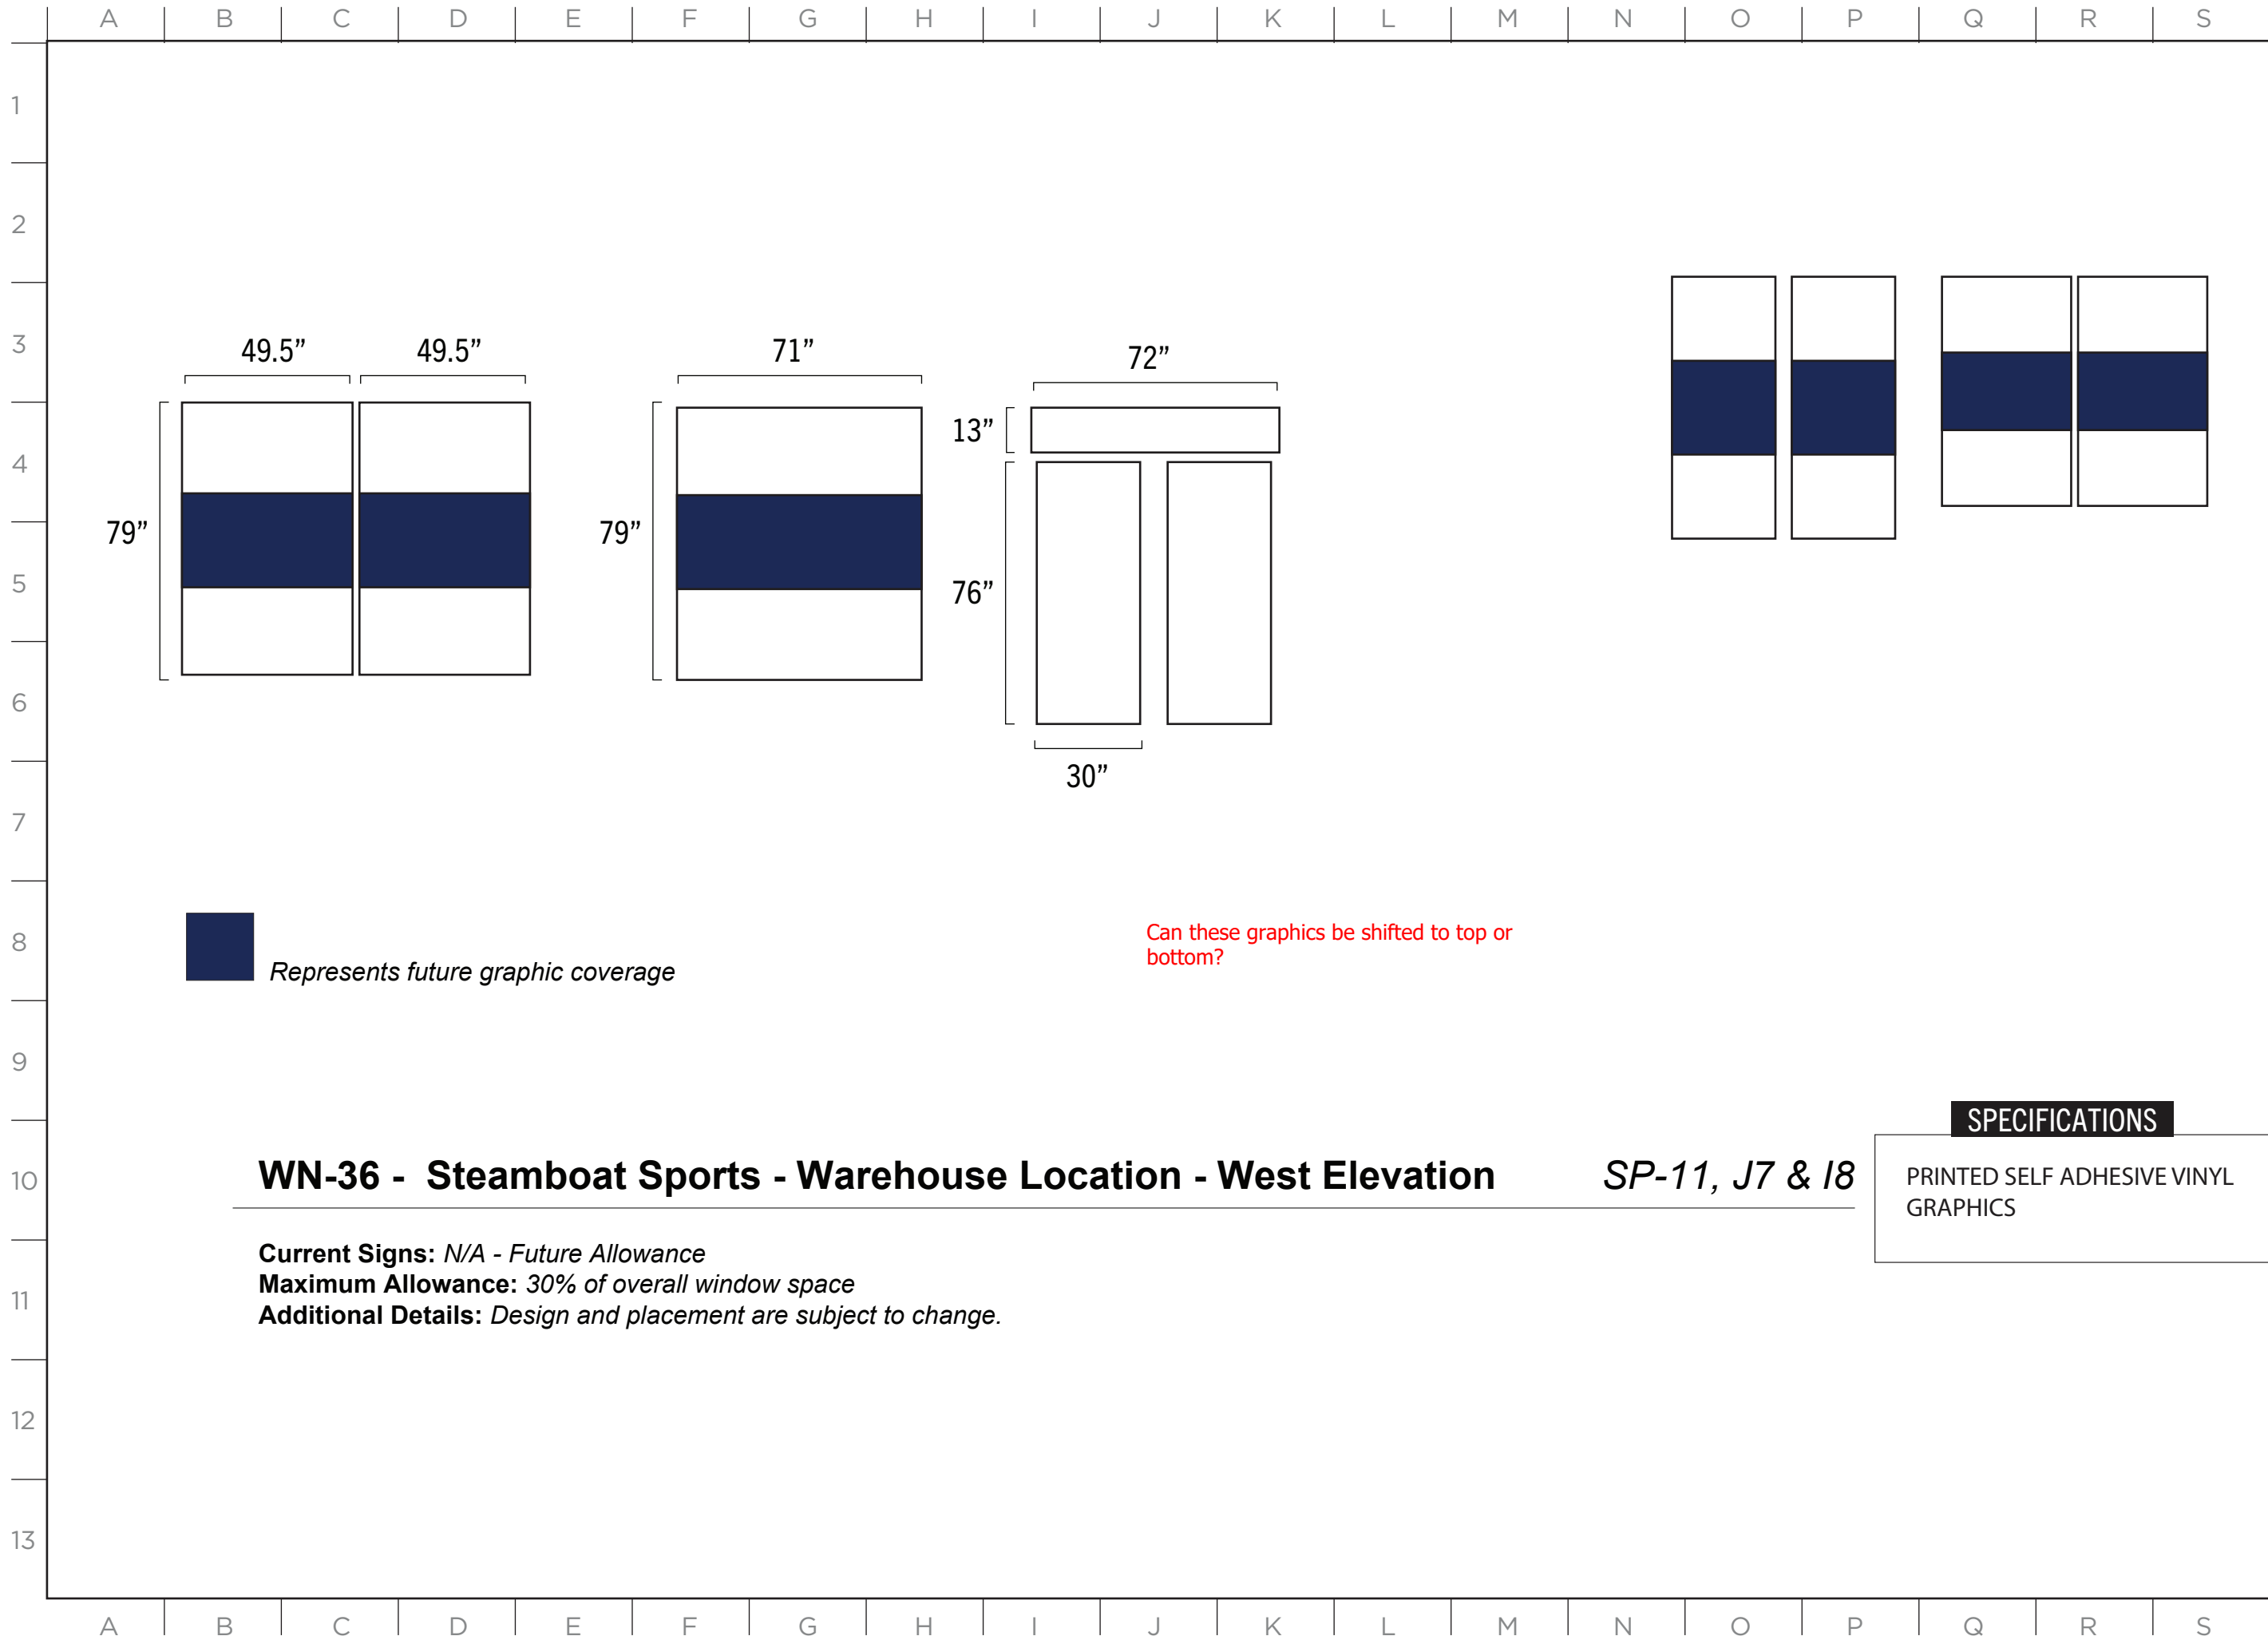 A B C D E F G H I J K L M N O P Q R S
1
2
3
4
5
6
7
8
9
10
11
12
13
49.5” 49.5” 71” 72”
13”
79” 79”
76”
30”
Represents future graphic coverage
Can these graphics be shifted to top or
bottom?
WN-36 - Steamboat Sports - Warehouse Location - West Elevation SP-11, J7 & I8
Current Signs: N/A - Future Allowance
Maximum Allowance: 30% of overall window space
Additional Details: Design and placement are subject to change.
SPECIFICATIONS
PRINTED SELF ADHESIVE VINYL
GRAPHICS
A B C D E F G H I J K L M N O P Q R S